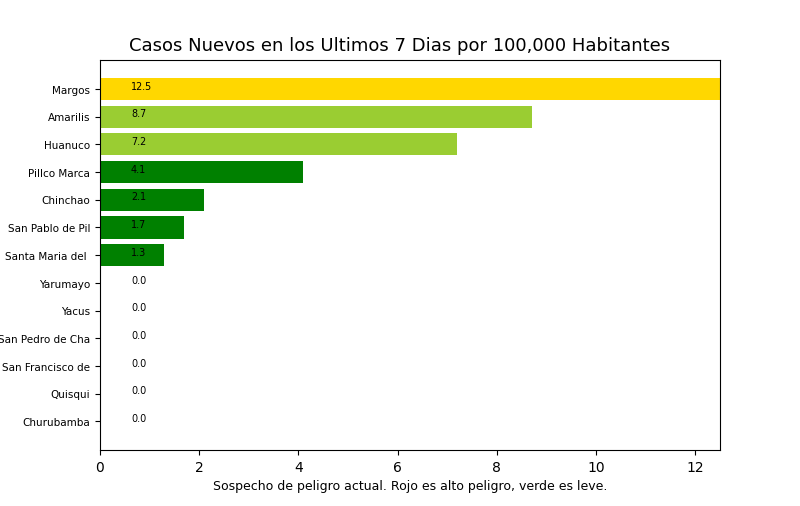 Casos Nuevos en los Ultimos 7 Dias por 100,000 Habitantes
Margos 12.5
Amarilis 8.7
Huanuco 7.2
Pillco Marca 4.1
Chinchao 2.1
San Pablo de Pil 1.7
Santa Maria del 1.3
Yarumayo 0.0
Yacus 0.0
San Pedro de Cha 0.0
San Francisco de 0.0
Quisqui 0.0
Churubamba 0.0
0 2 4 6 8 10 12
Sospecho de peligro actual. Rojo es alto peligro, verde es leve.